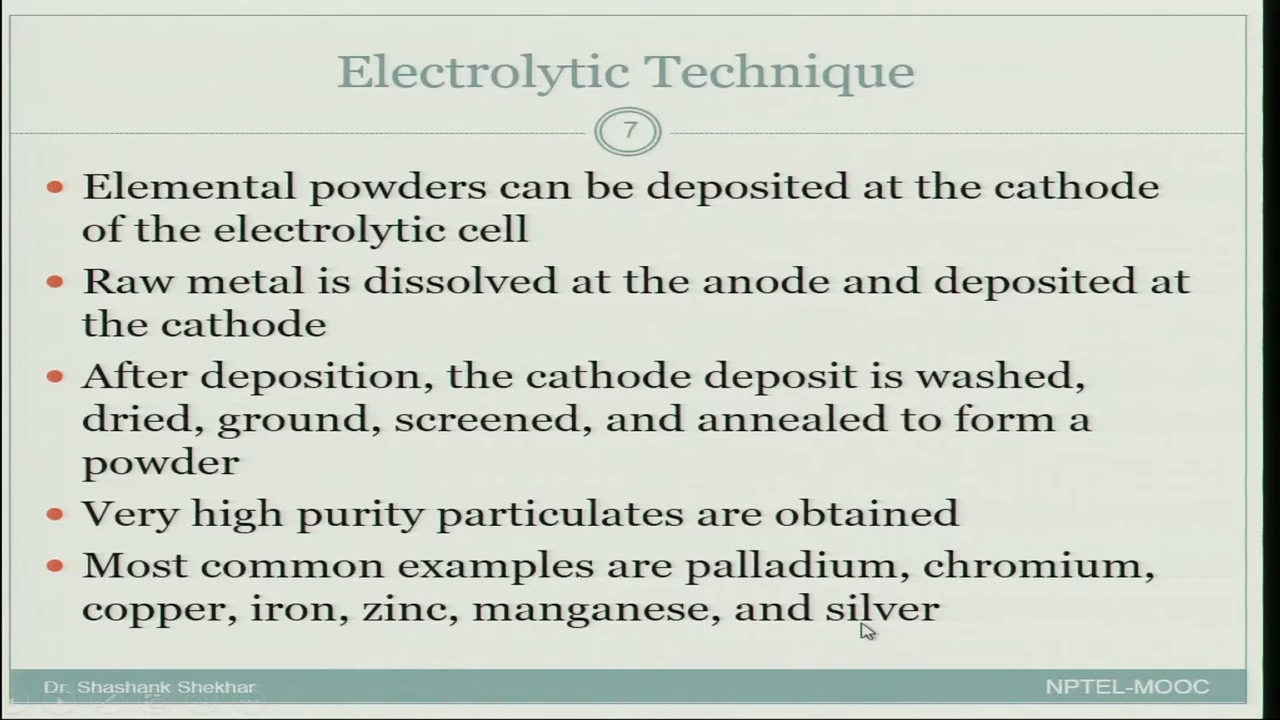 Electrolytic Technique
7
• Elemental powders can be deposited at the cathode
of the electrolytic cell
• Raw metal is dissolved at the anode and deposited at
the cathode
• After deposition, the cathode deposit is washed,
dried, ground, screened, and annealed to form a
powder
• Very high purity particulates are obtained
• Most common examples are palladium, chromium,
copper, iron, zinc, manganese, and silver
Dr. Shashank Shekhar
NPTEL-MOOC